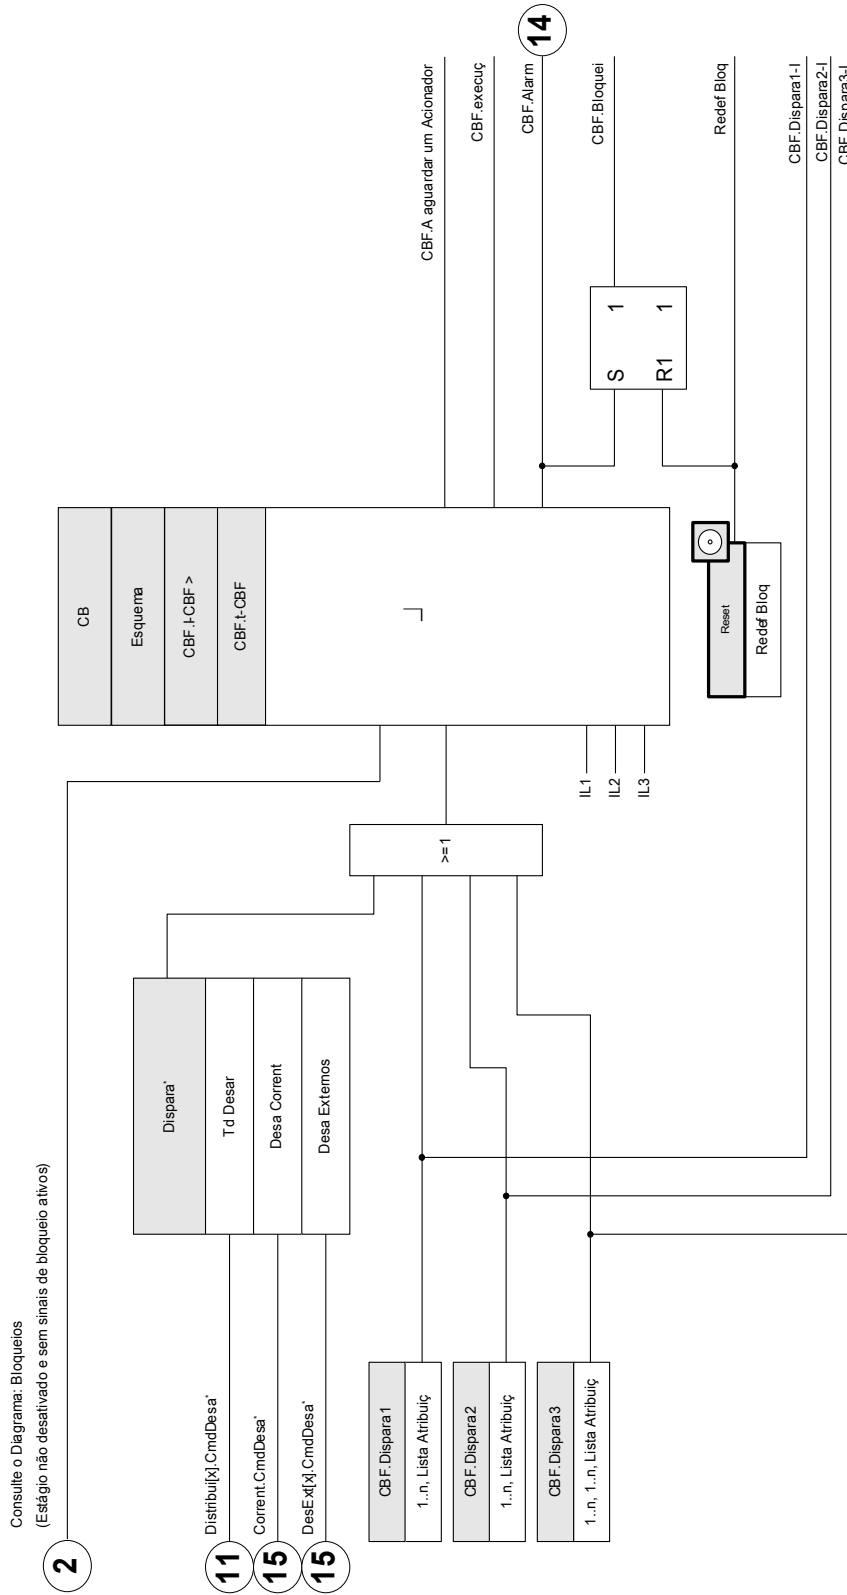 Consulte o Diagrama: Bloqueios
(Estágio não desativado e sem sinais de bloqueio ativos)
2
Distribui[x].CmdDesa*
11
Corrent.CmdDesa*
15
DesExt[x].CmdDesa*
15
Dispara*
Td Desar
Desa Corrent
Desa Externos
CBF.Dispara1
1..n, Lista Atribuiç
CBF.Dispara2
1..n, Lista Atribuiç
CBF.Dispara3
1..n, 1..n, Lista Atribuiç
>=1
IL1
IL2
IL3
CB
Esquema
CBF.I-CBF >
CBF.t-CBF
Reset
Redef Bloq
S 1
R1 1
CBF.A aguardar um Acionador
CBF.execuç
CBF.Alarm
14
CBF.Bloquei
Redef Bloq
CBF.Dispara1-I
CBF.Dispara2-I
CBF.Dispara3-I